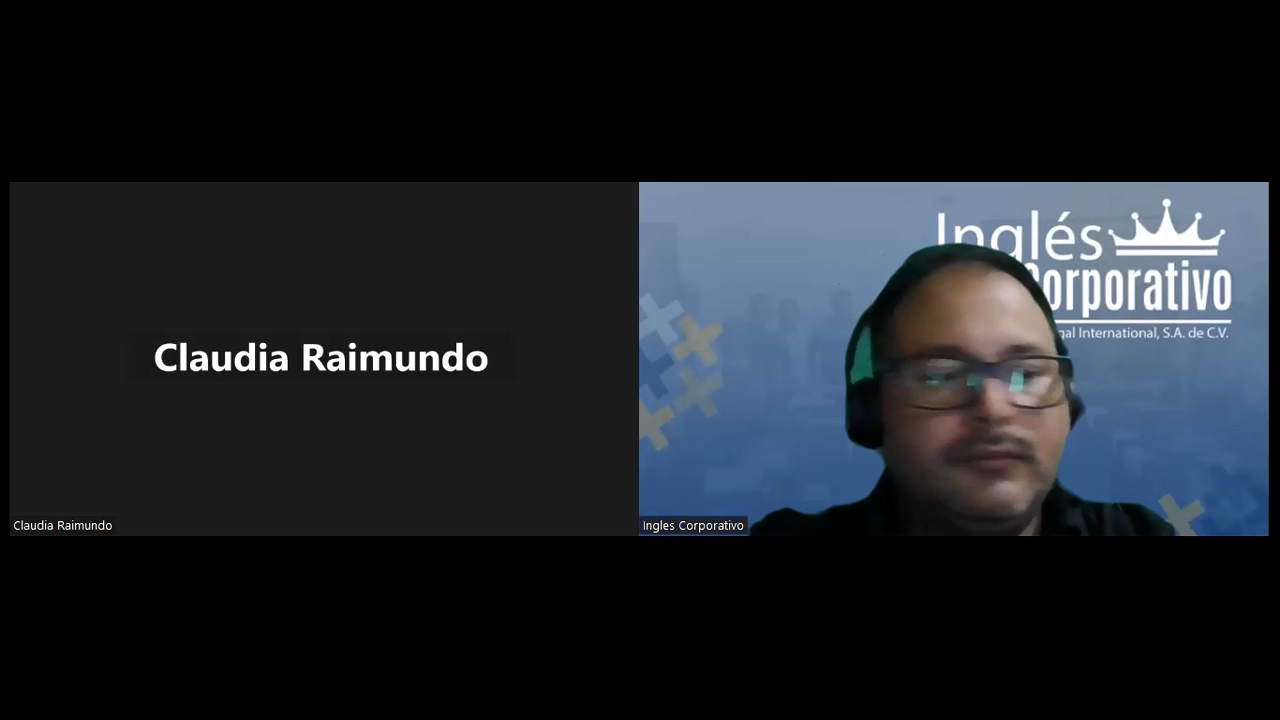 Claudia Raimundo
Claudia Raimundo
Inglés
Corporativo
International, S.A. de C.V.
Ingles Corporativo